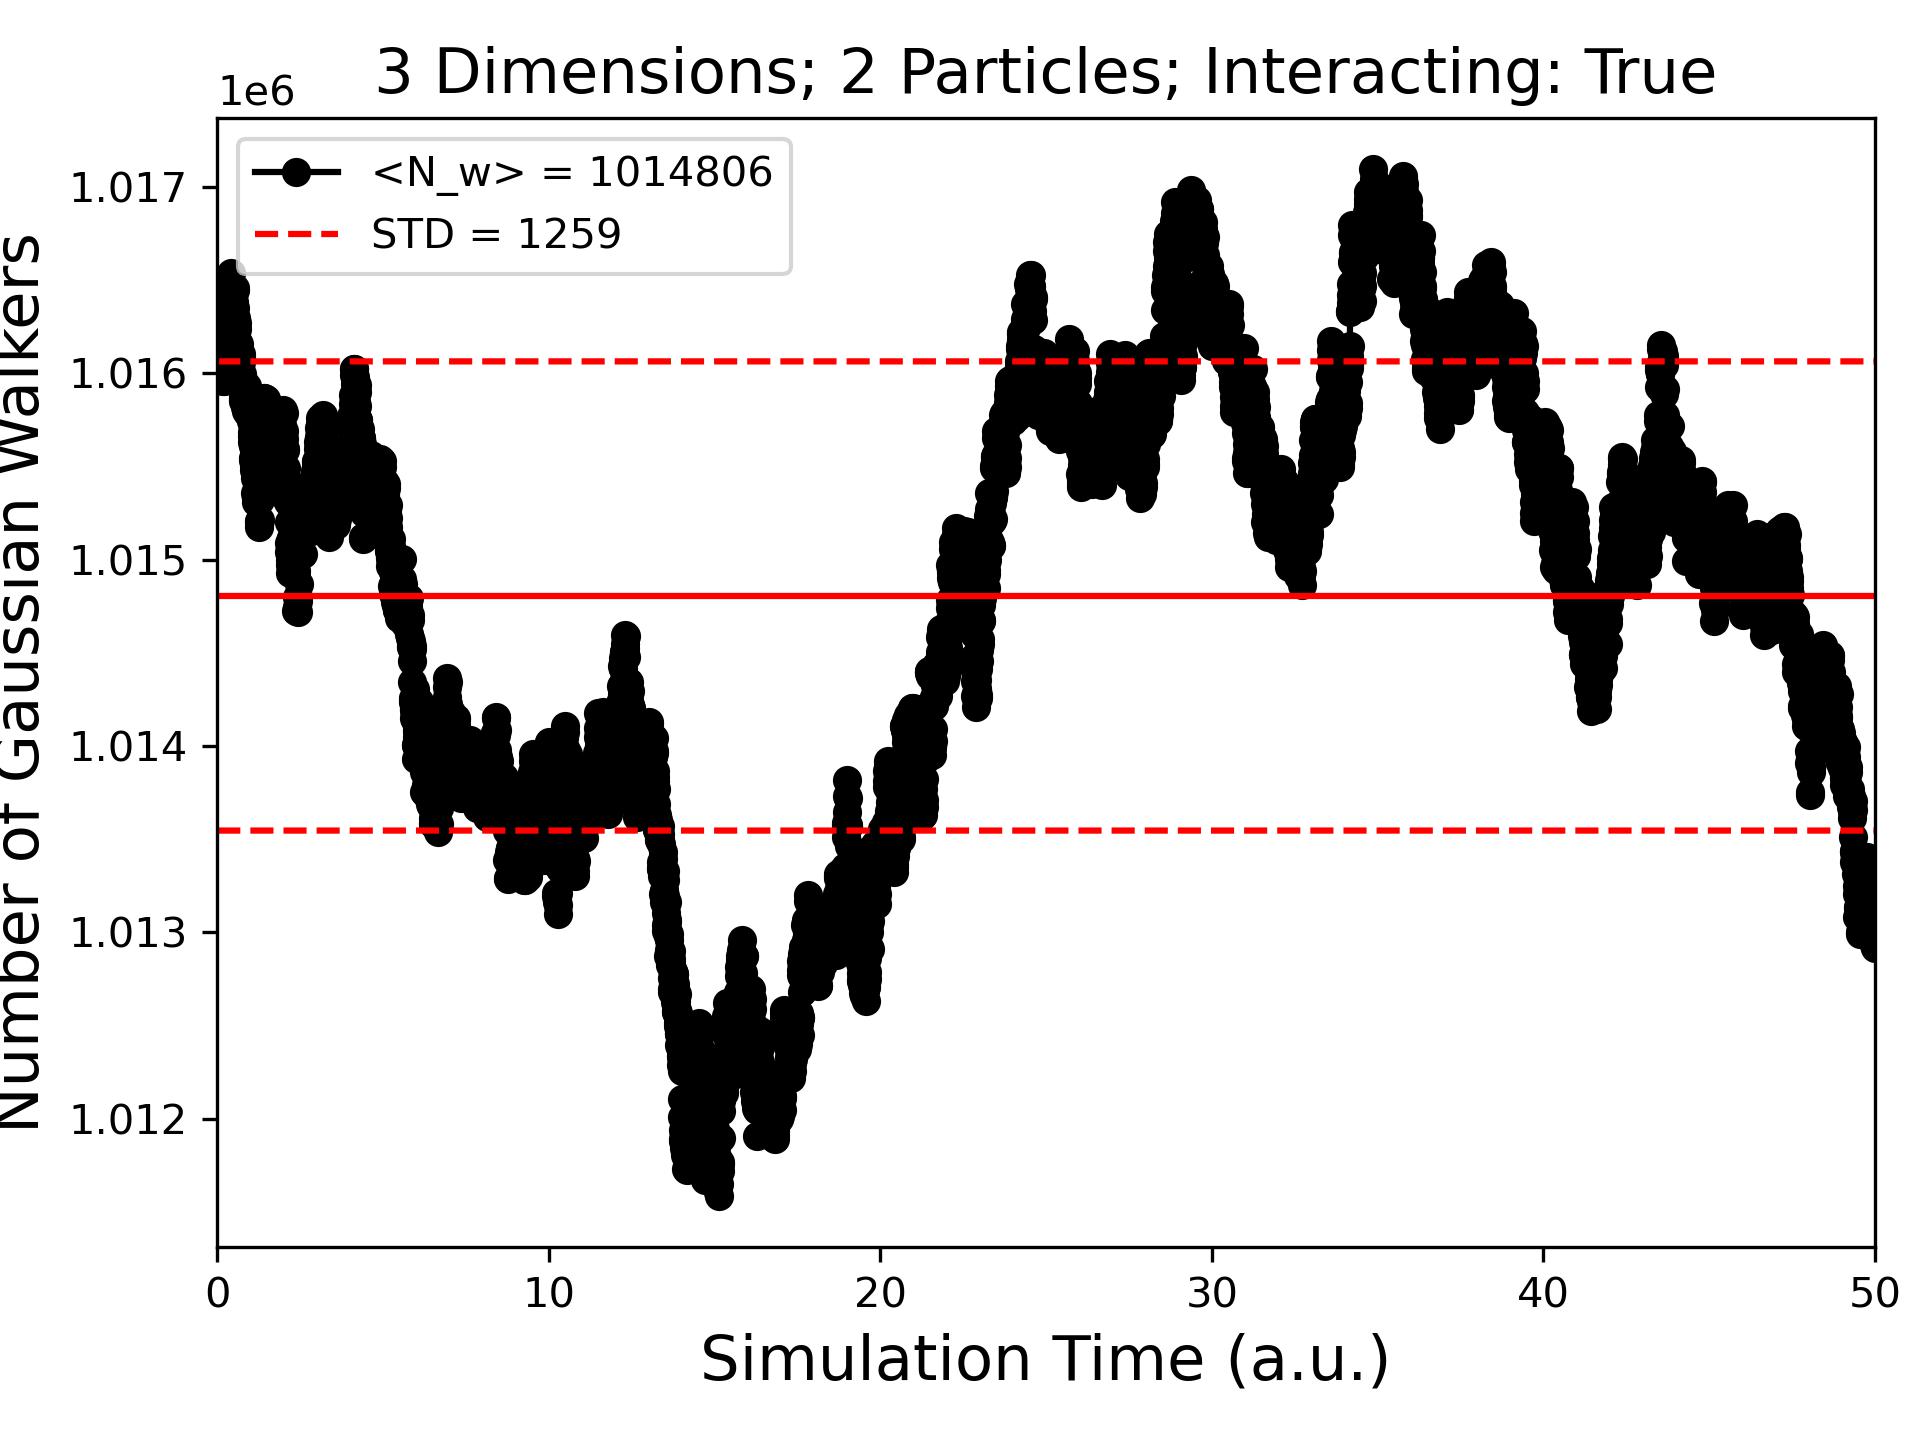 3 Dimensions; 2 Particles; Interacting: True
1e6
<N_w> = 1014806
STD = 1259
Number of Gaussian Walkers
1.017
1.016
1.015
1.014
1.013
1.012
0 10 20 30 40 50
Simulation Time (a.u.)